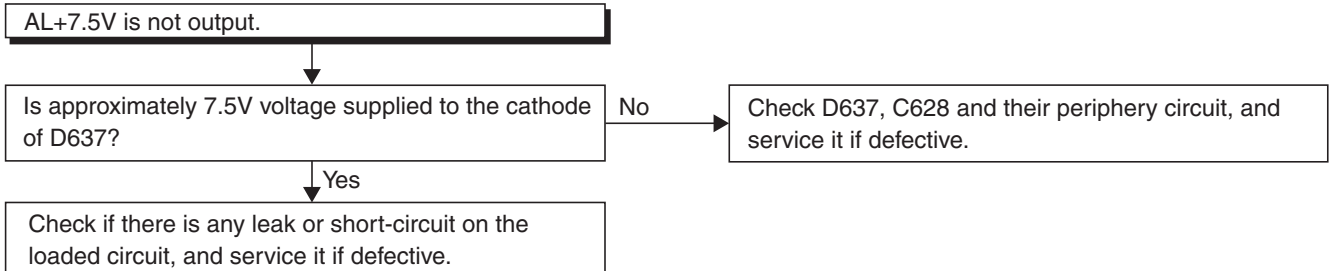 AL+7.5V is not output.
Is approximately 7.5V voltage supplied to the cathode
of D637?
No
Check D637, C628 and their periphery circuit, and
service it if defective.
Yes
Check if there is any leak or short-circuit on the
loaded circuit, and service it if defective.